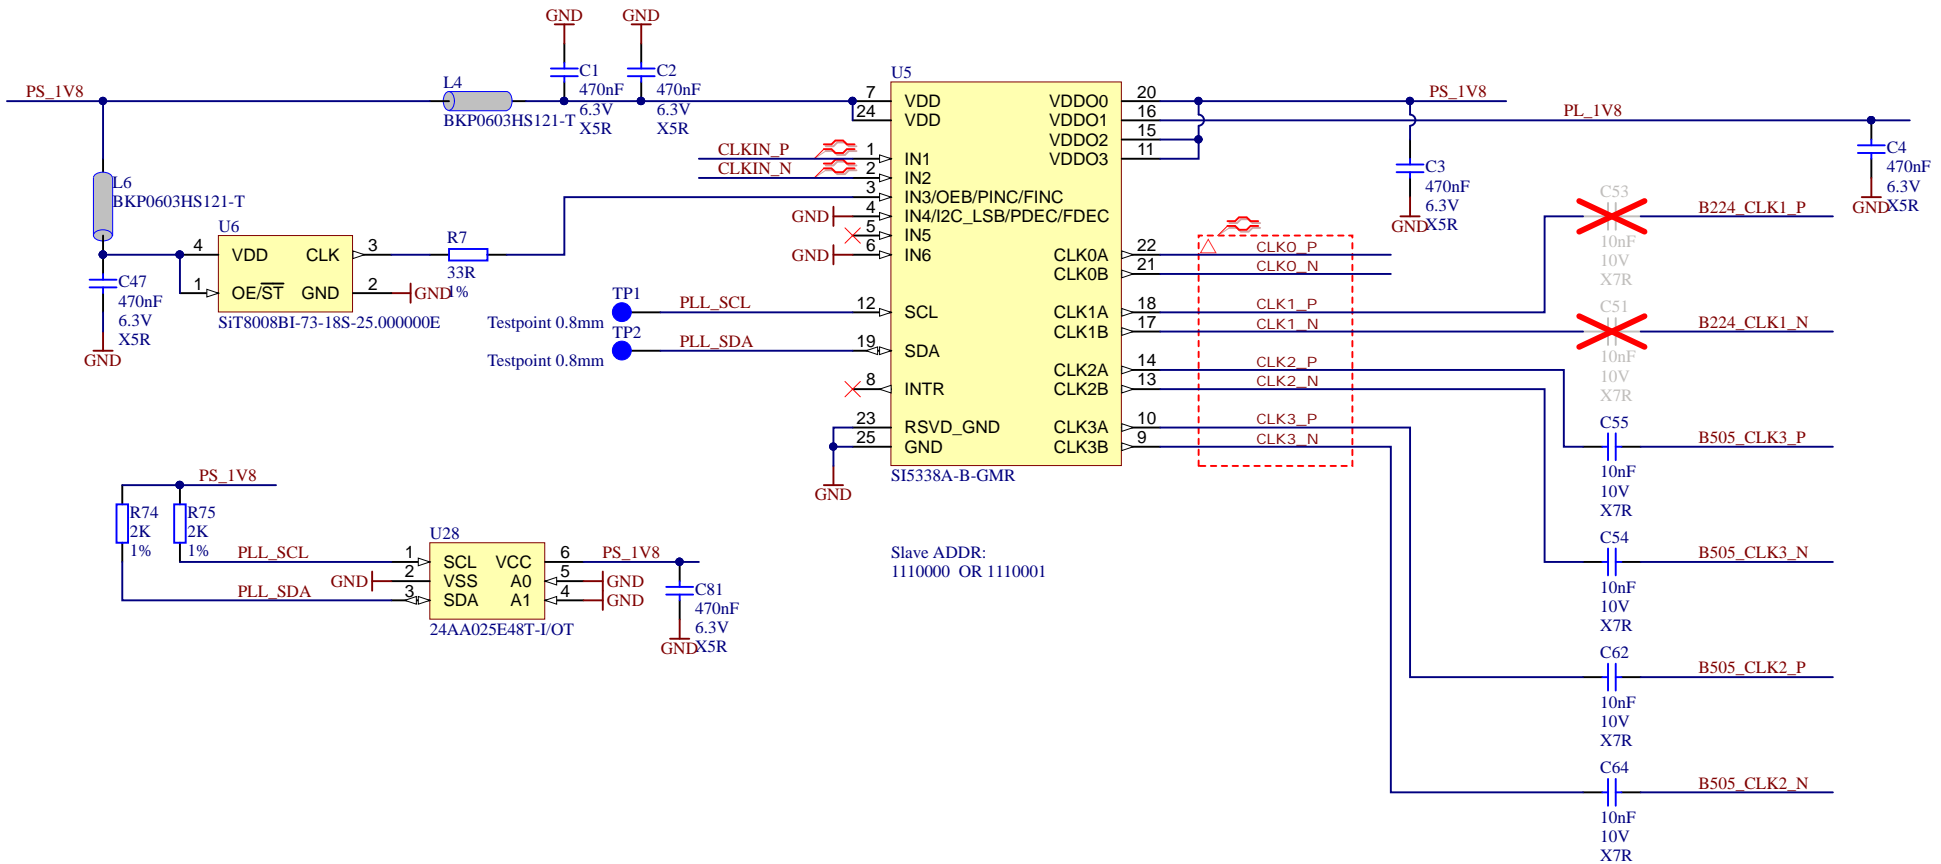 GND
GND
PS_1V8
L4
BKP0603HS121-T
C1
470nF
6.3V
X5R
C2
470nF
6.3V
X5R
L6
BKP0603HS121-T
U6
4
VDD
CLK
3
1
OE/ST
GND
2
GND
SiT8008BI-73-18S-25.000000E
C47
470nF
6.3V
X5R
GND
R7
33R
1%
CLKIN_P
CLKIN_N
GND
GND
TP1
PLL_SCL
Testpoint 0.8mm
TP2
PLL_SDA
Testpoint 0.8mm
U5
7
VDD
24
VDD
1
IN1
2
IN2
3
IN3/OEB/PINC/FINC
4
IN4/I2C_LSB/PDEC/FDEC
5
IN5
6
IN6
12
SCL
19
SDA
8
INTR
23
RSVD_GND
25
GND
GND
VDDO0
20
VDDO1
16
VDDO2
15
VDDO3
11
CLK0A
22
CLK0B
21
CLK1A
18
CLK1B
17
CLK2A
14
CLK2B
13
CLK3A
10
CLK3B
9
SI5338A-B-GMR
PS_1V8
PL_1V8
C3
470nF
6.3V
X5R
GND
C4
470nF
6.3V
X5R
GND
CLK0_P
CLK0_N
CLK1_P
CLK1_N
CLK2_P
CLK2_N
CLK3_P
CLK3_N
C53
10nF
10V
X7R
B224_CLK1_P
C51
10nF
10V
X7R
B224_CLK1_N
C55
10nF
10V
X7R
B505_CLK3_P
C54
10nF
10V
X7R
B505_CLK3_N
C62
10nF
10V
X7R
B505_CLK2_P
C64
10nF
10V
X7R
B505_CLK2_N
PS_1V8
R74
2K
1%
R75
2K
1%
PLL_SCL
GND
PLL_SDA
U28
1
SCL
VCC
6
2
VSS
A0
5
3
SDA
A1
4
24AA025E48T-I/OT
PS_1V8
GND
GND
C81
470nF
6.3V
X5R
GND
Slave ADDR:
1110000 OR 1110001